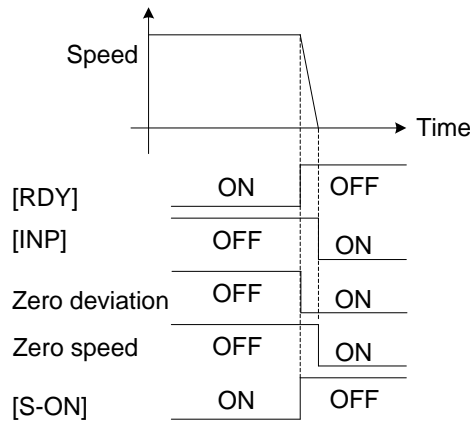 Speed
Time
[RDY] ON OFF
[INP] OFF ON
Zero deviation OFF ON
Zero speed OFF ON
[S-ON] ON OFF